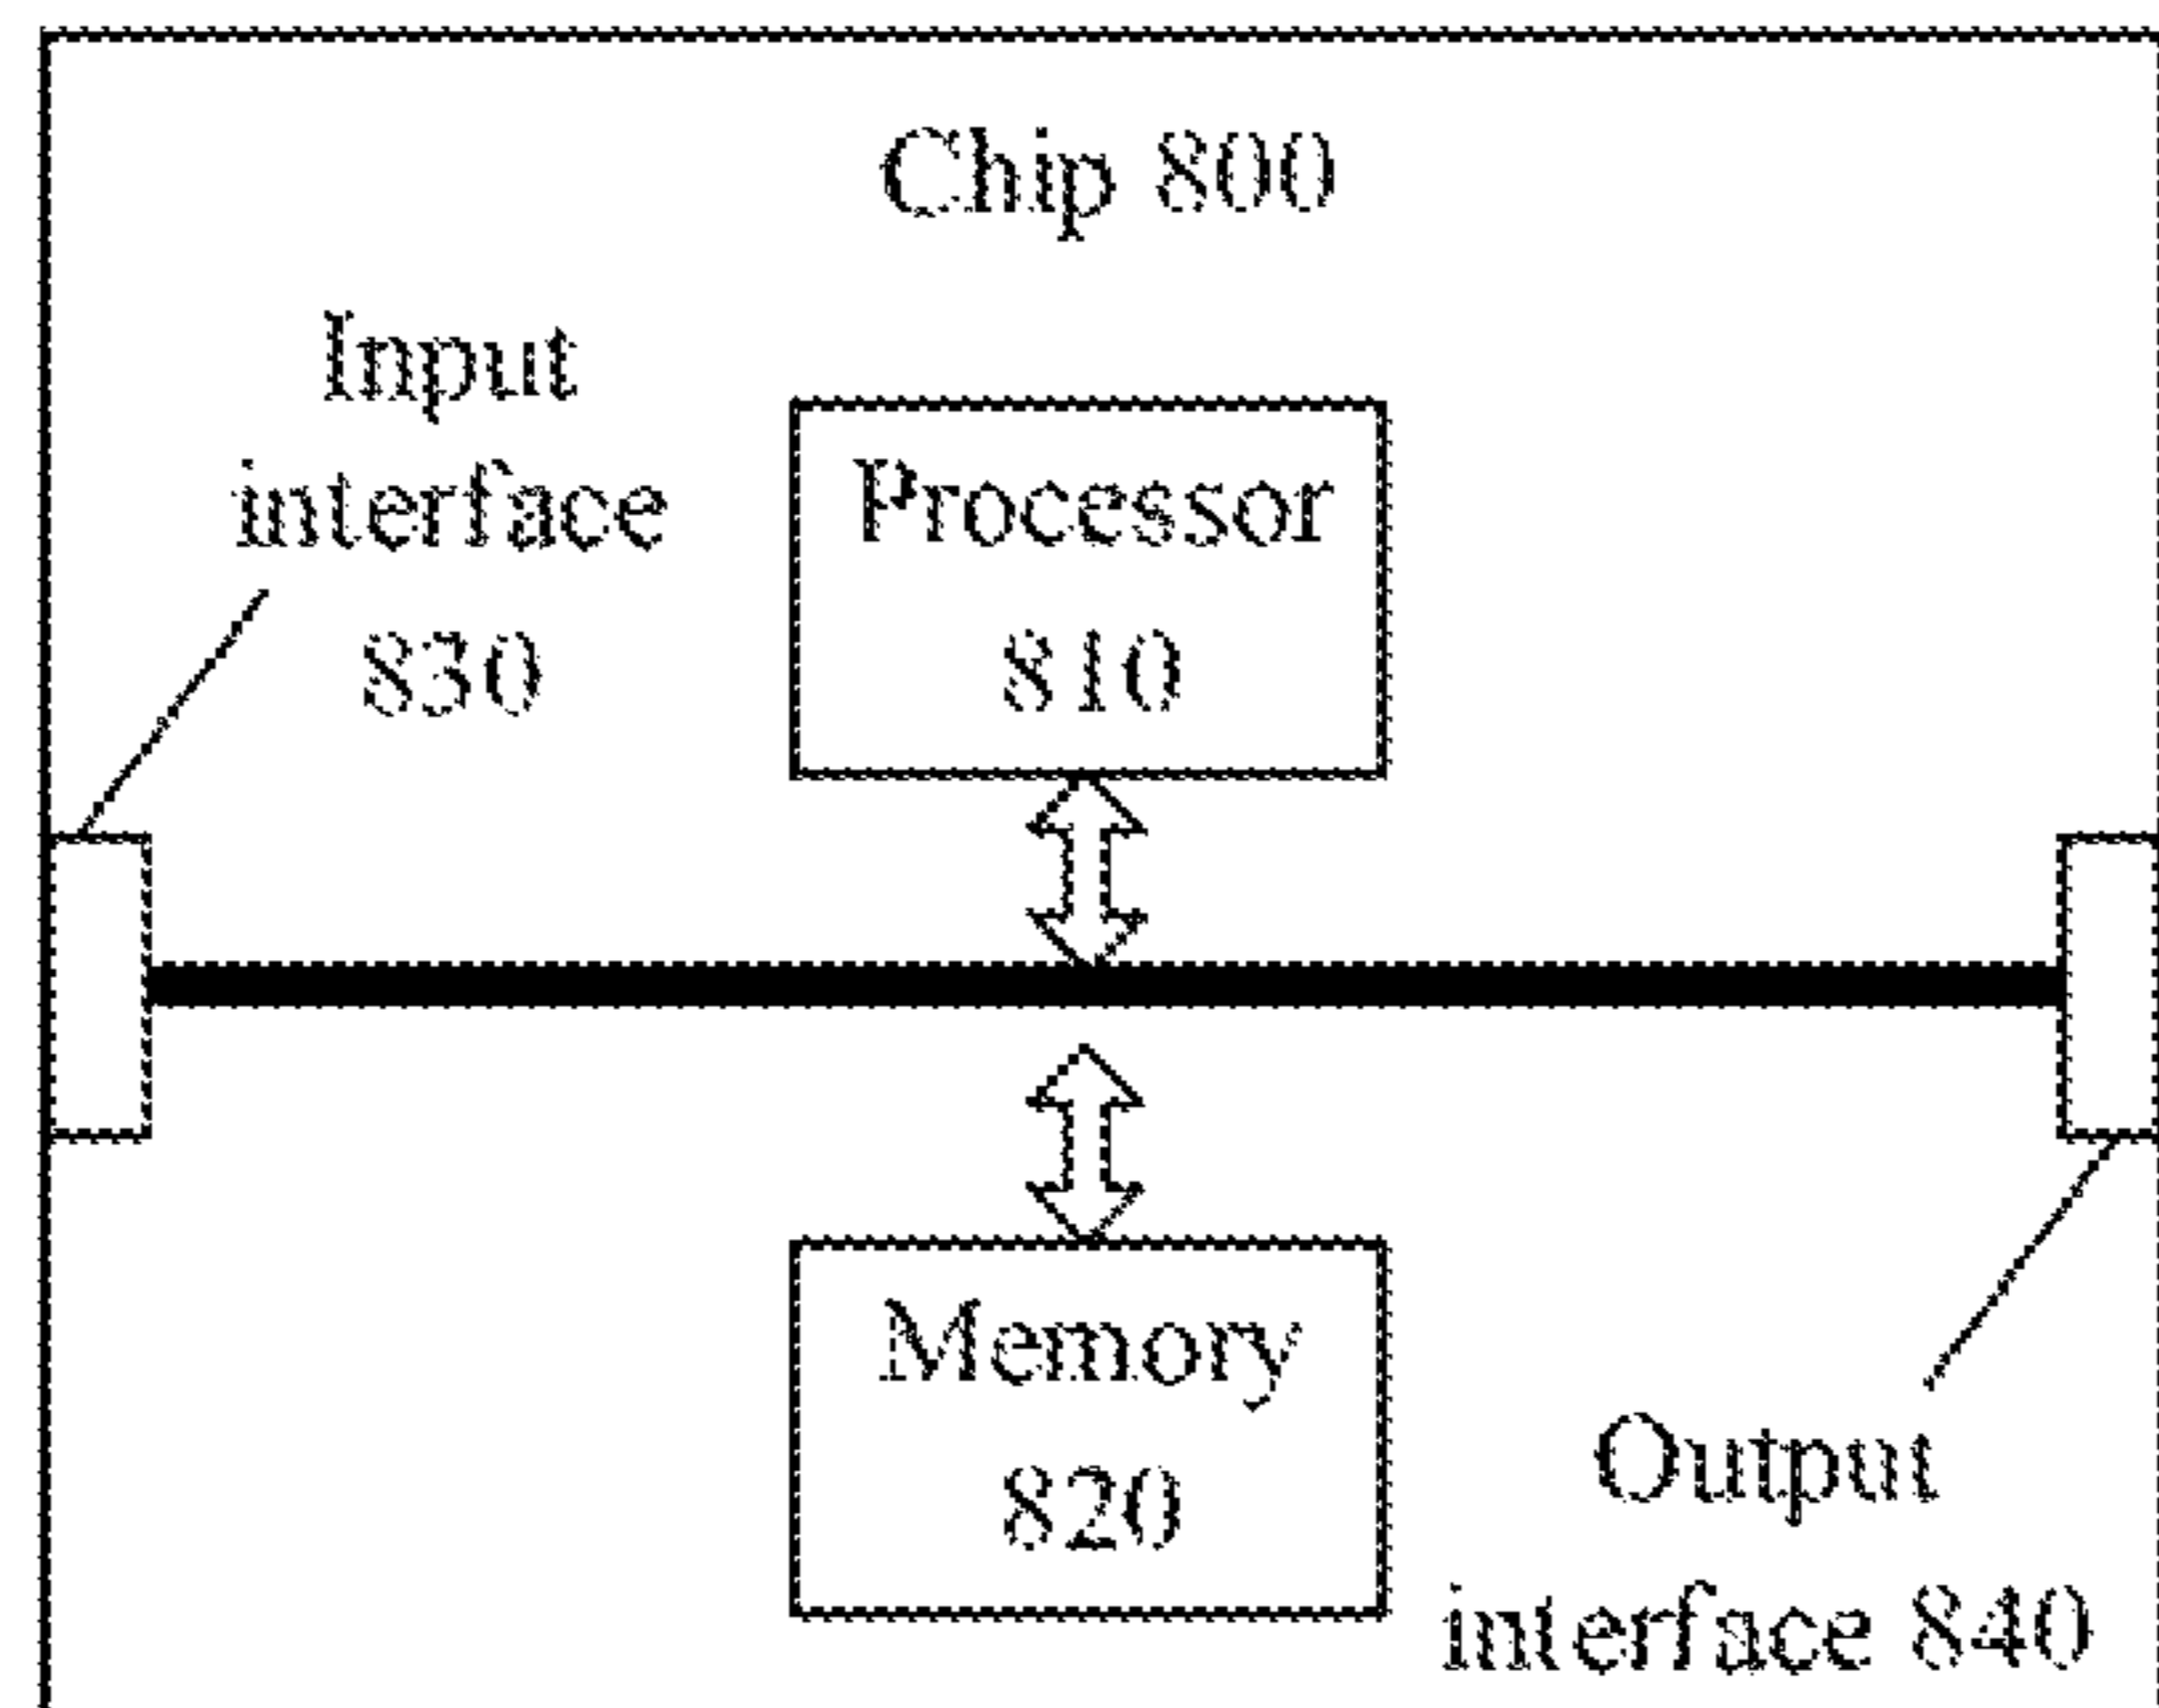 Chip 800
Input
interface
830
Processor
810
Memory
820
Output
interface 840